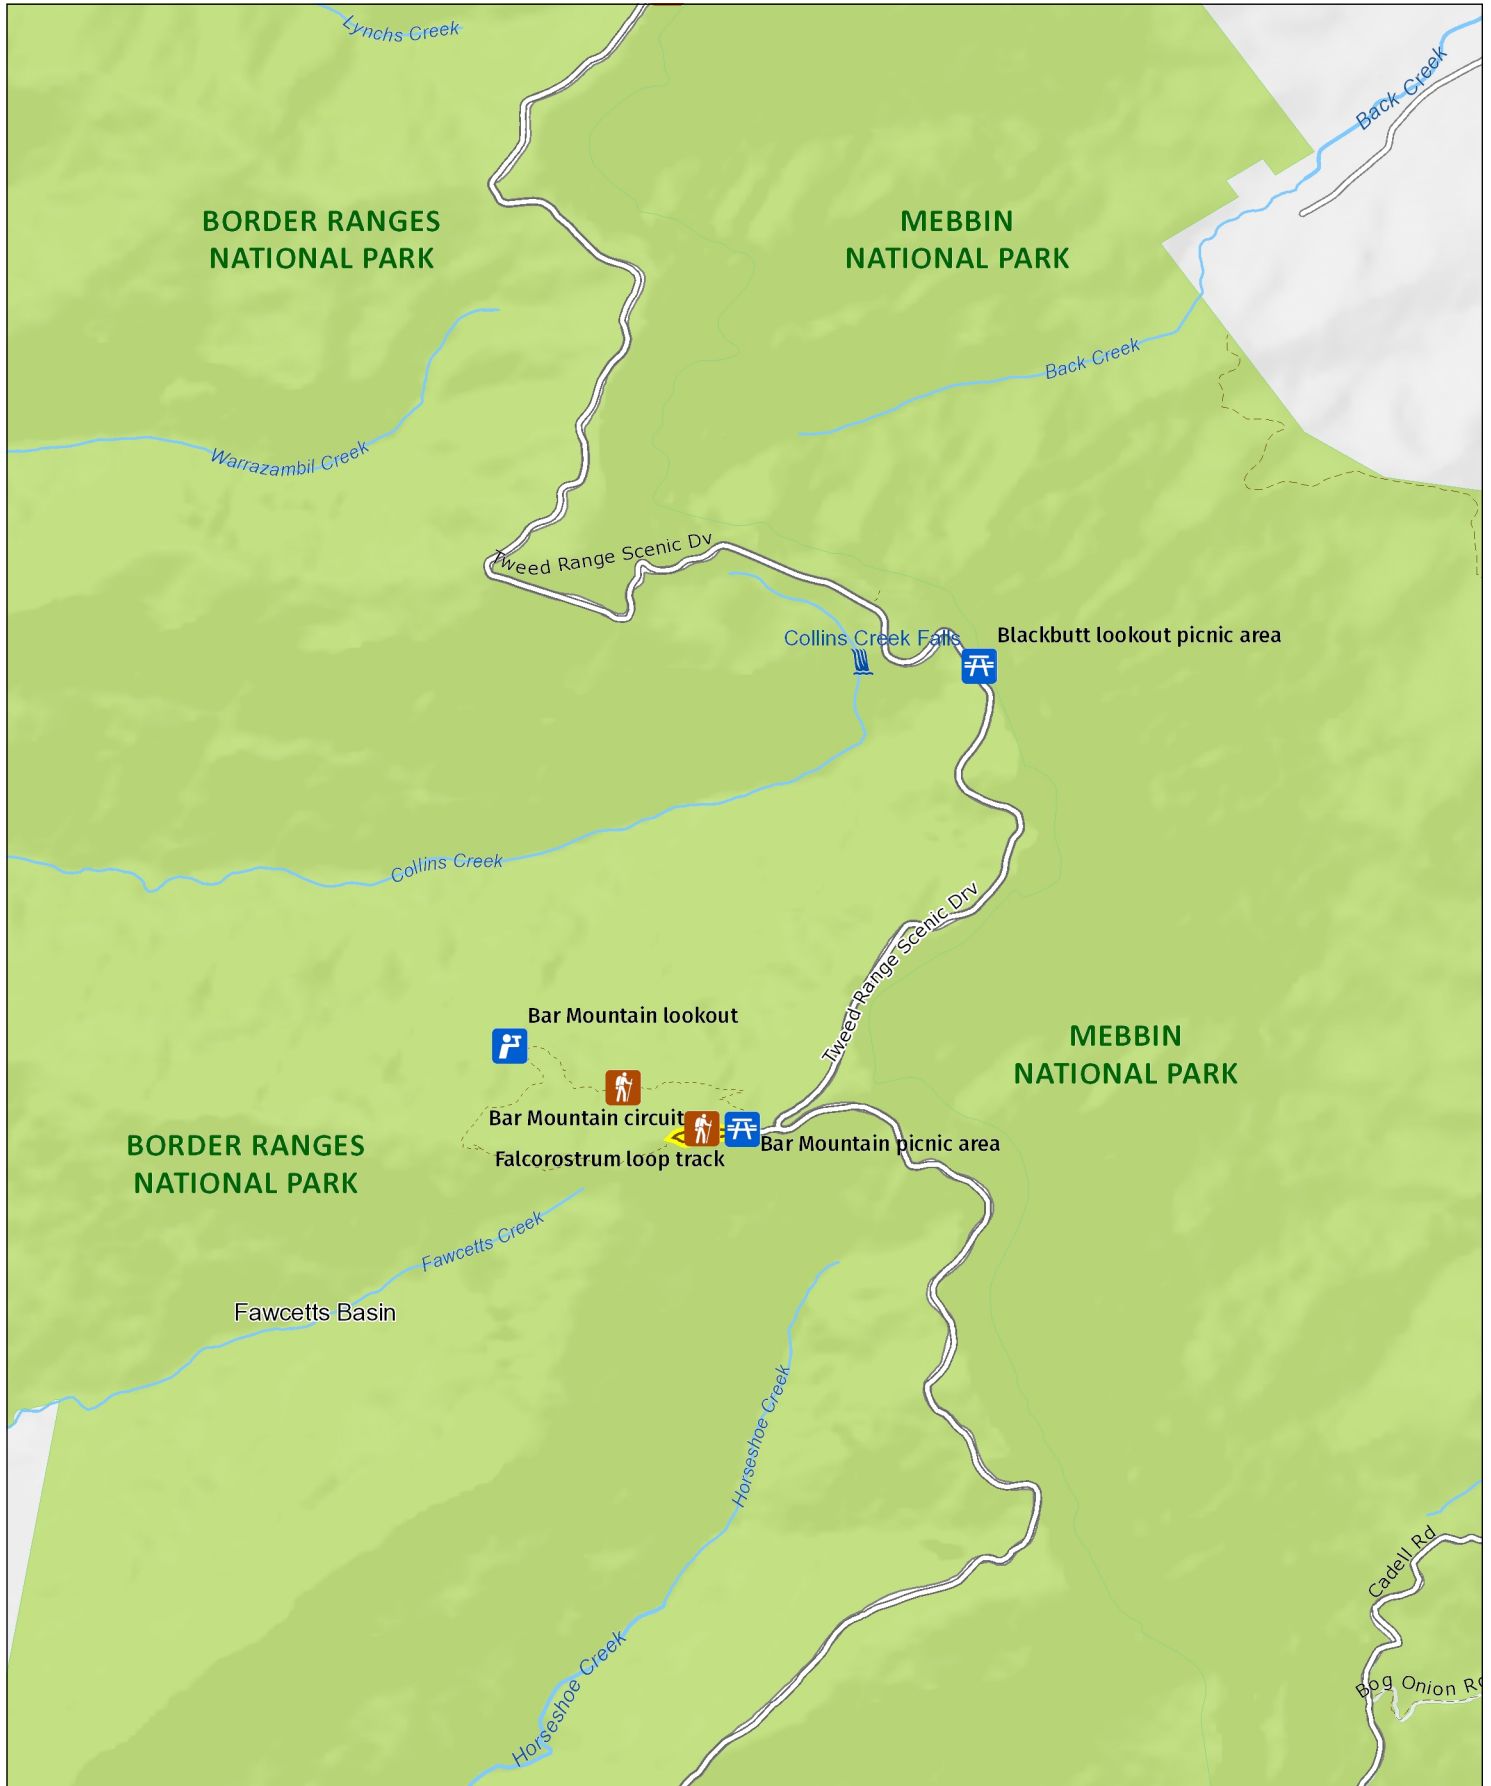 Lynchs Creek
Back Creek
BORDER RANGES
NATIONAL PARK
MEBBIN
NATIONAL PARK
Back Creek
Warrazambil Creek
Tweed Range Scenic Dv
Collins Creek Falls
Blackbutt lookout picnic area
Collins Creek
Tweed Range Scenic Drv
Bar Mountain lookout
MEBBIN
NATIONAL PARK
Bar Mountain circuit
Bar Mountain picnic area
Falcorostrum loop track
BORDER RANGES
NATIONAL PARK
Fawcetts Creek
Fawcetts Basin
Horseshoe Creek
Cadell Rd
Horseshoe Creek
Bog Onion Rd